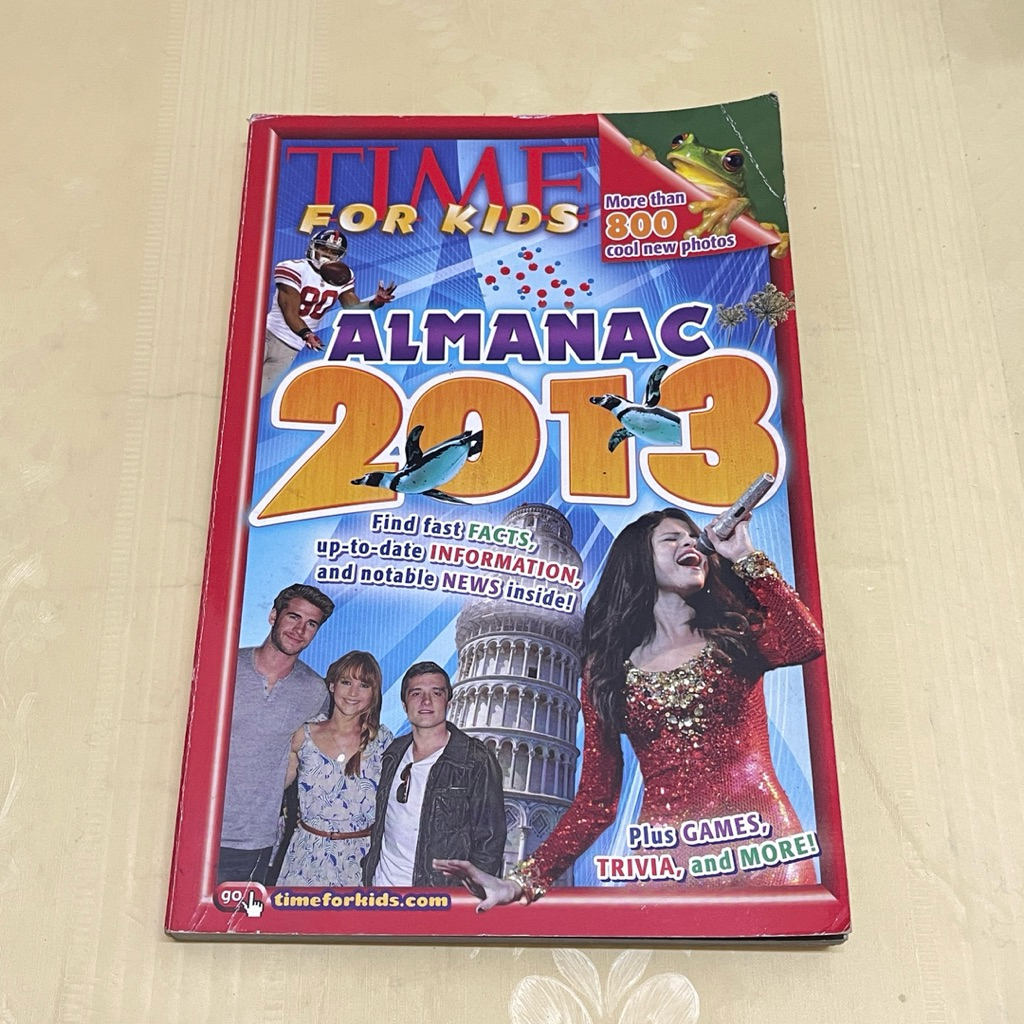 TIME
FOR KIDS
More than
800
cool new photos
80
ALMANAC
2013
Find fast FACTS,
up-to-date INFORMATION,
and notable NEWS inside!
Plus GAMES,
TRIVIA, and MORE!
go
timeforkids.com